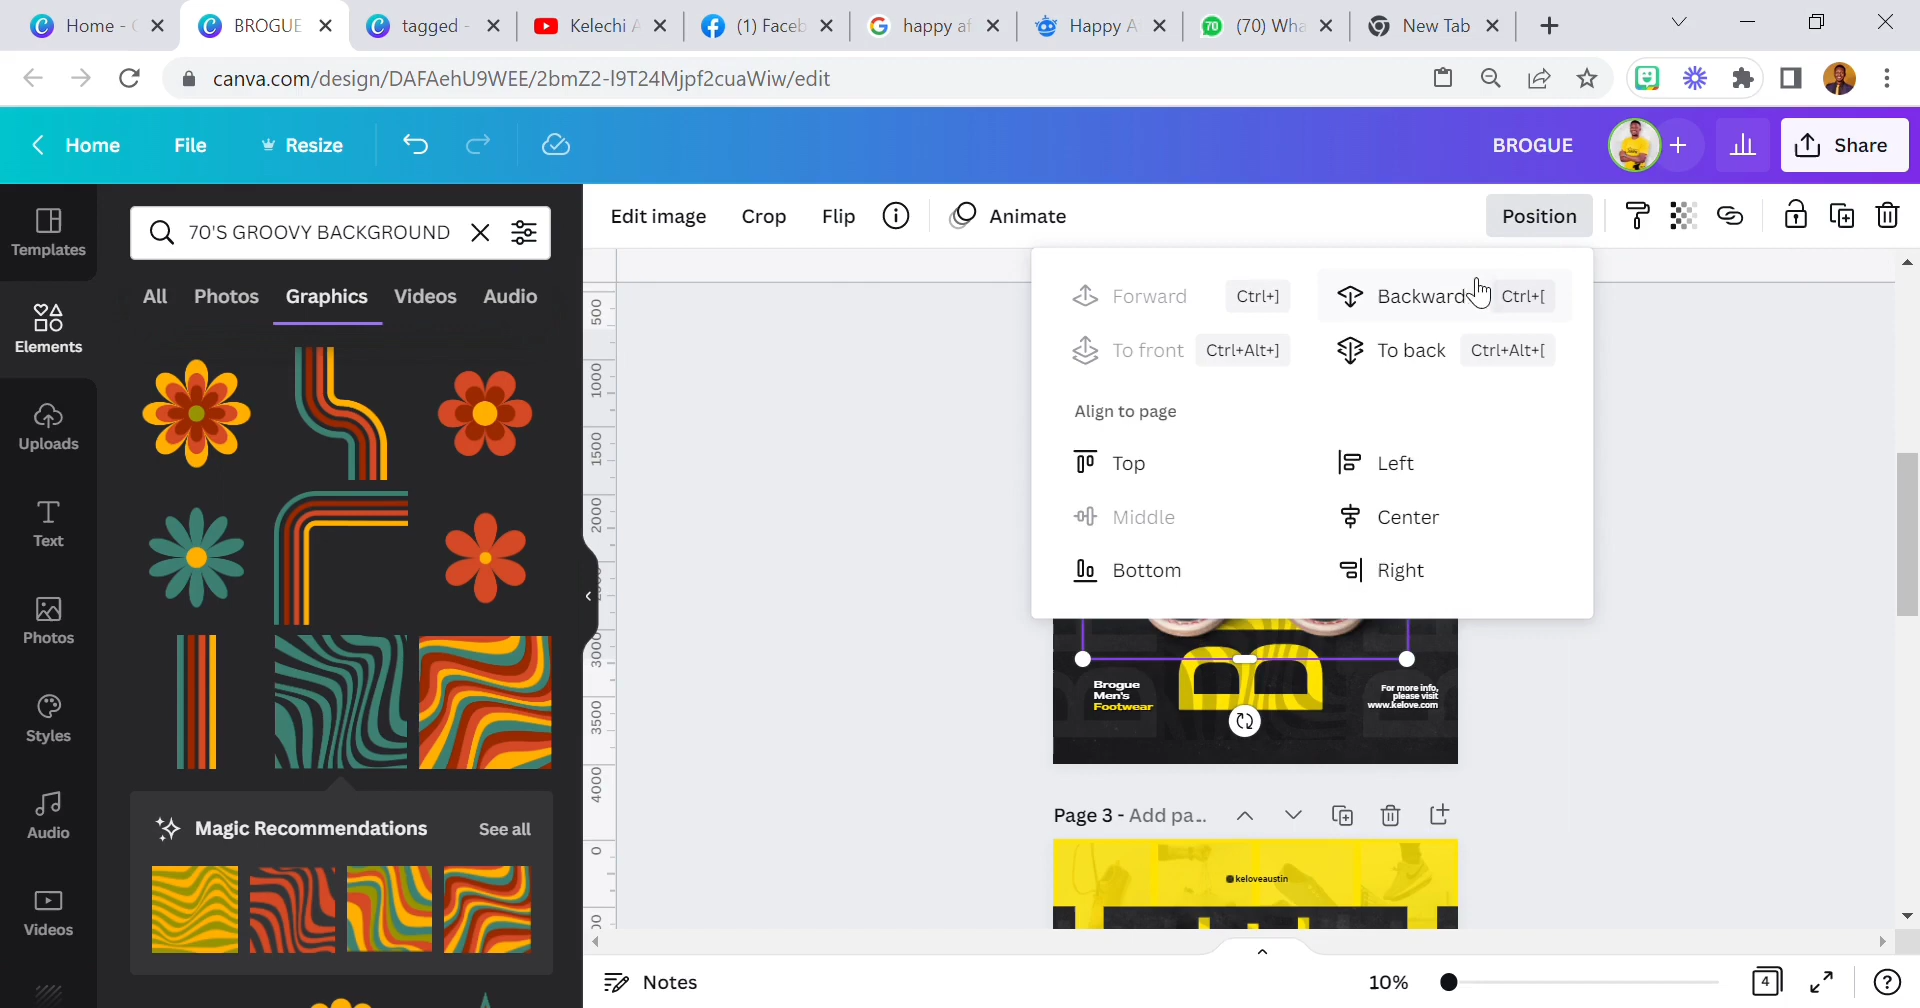 Home - C
BROGUE
tagged -
Kelechi A
(1) Faceb
happy af
Happy A
70
(70) Wha
New Tab
canva.com/design/DAFAehU9WEE/2bmZ2-l9T24Mjpf2cuaWiw/edit
Home
File
Resize
BROGUE
Share
Templates
Elements
Uploads
Text
Photos
Styles
Audio
Videos
70'S GROOVY BACKGROUND
All
Photos
Graphics
Videos
Audio
Magic Recommendations
See all
Edit image
Crop
Flip
Animate
Position
Forward
Ctrl+]
Backward
Ctrl+[
To front
Ctrl+Alt+]
To back
Ctrl+Alt+[
Align to page
Top
Left
Middle
Center
Bottom
Right
500
1000
1500
2000
3000
3500
4000
0
B
Brogue
Men's
Footwear
For more info,
please visit
www.kelove.com
Page 3 - Add pa...
keloveaustin
Notes
10%
4